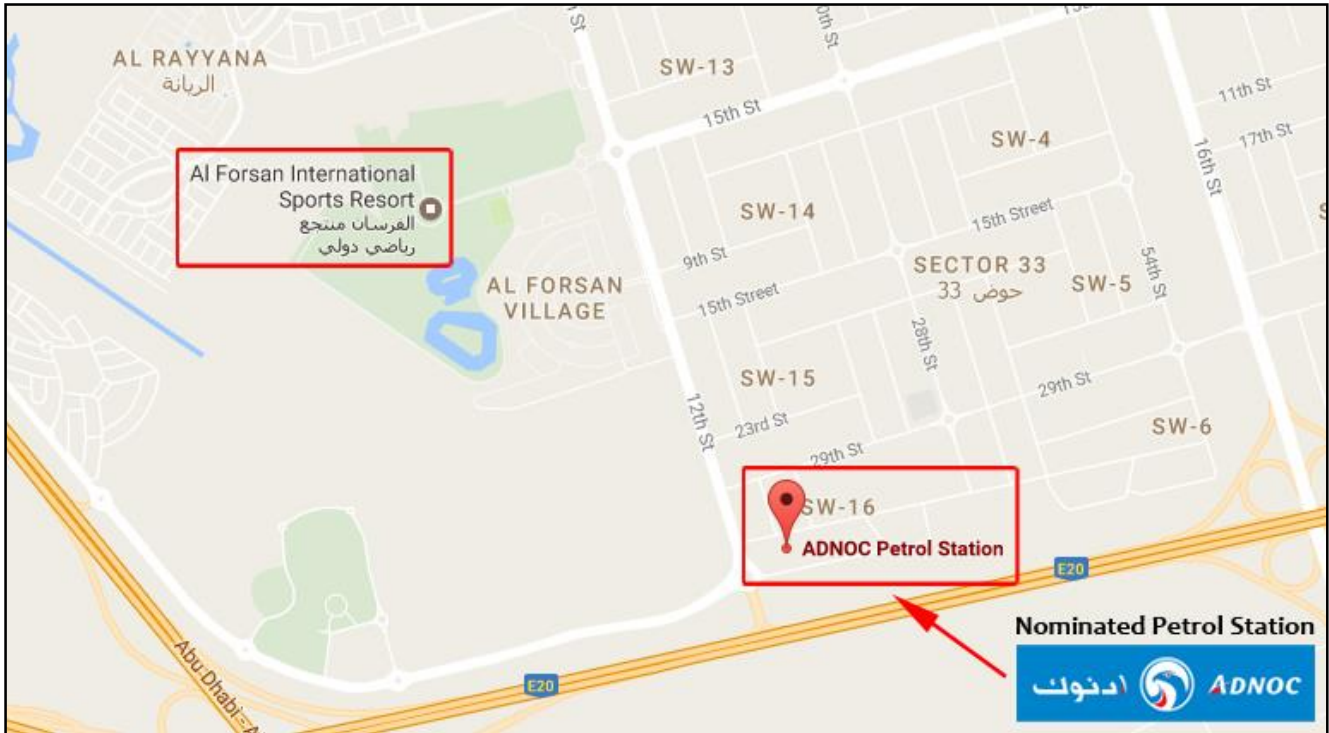 AL RAYYANA
الريانة
SW-13
15th St
11th St
17th St
SW-4
16th St
Al Forsan International
Sports Resort
الفرسان منتجع
رياضي دولي
SW-14
15th Street
9th St
SECTOR 33
حوض 33
SW-5
54th St
AL FORSAN
VILLAGE
15th Street
28th St
SW-15
29th St
12th St
23rd St
SW-6
29th St
SW-16
ADNOC Petrol Station
E20
Nominated Petrol Station
ادنوك ADNOC
E20
Abu Dhabi - A